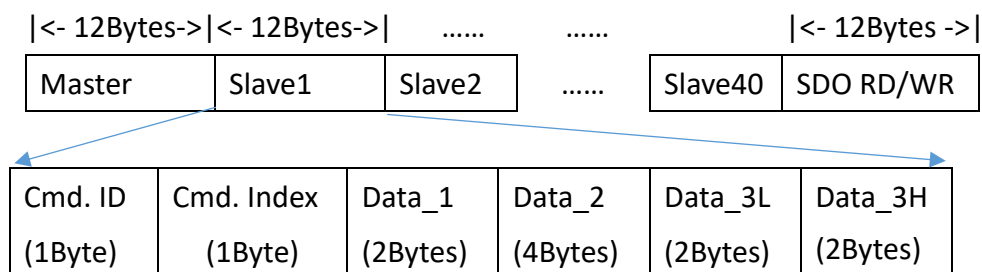 |<- 12Bytes->|<- 12Bytes->| …… …… |<- 12Bytes ->|
Master Slave1 Slave2 …… Slave40 SDO RD/WR
Cmd. ID Cmd. Index Data_1 Data_2 Data_3L Data_3H
(1Byte) (1Byte) (2Bytes) (4Bytes) (2Bytes) (2Bytes)